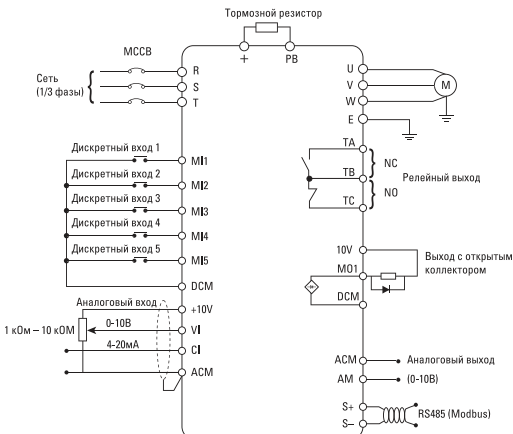 Тормозной резистор
+ PB
MCCB
Сеть
(1/3 фазы)
R
S
T
U
V
W
E
M
TA
TB
TC
NC
NO
Релейный выход
Дискретный вход 1
MI1
Дискретный вход 2
MI2
Дискретный вход 3
MI3
Дискретный вход 4
MI4
Дискретный вход 5
MI5
DCM
Аналоговый вход
+10V
1 кОм – 10 кОМ
0-10В
VI
4-20мА
CI
ACM
10V
MO1
DCM
Выход с открытым
коллектором
ACM
Аналоговый выход
AM
(0-10В)
S+
S–
RS485 (Modbus)